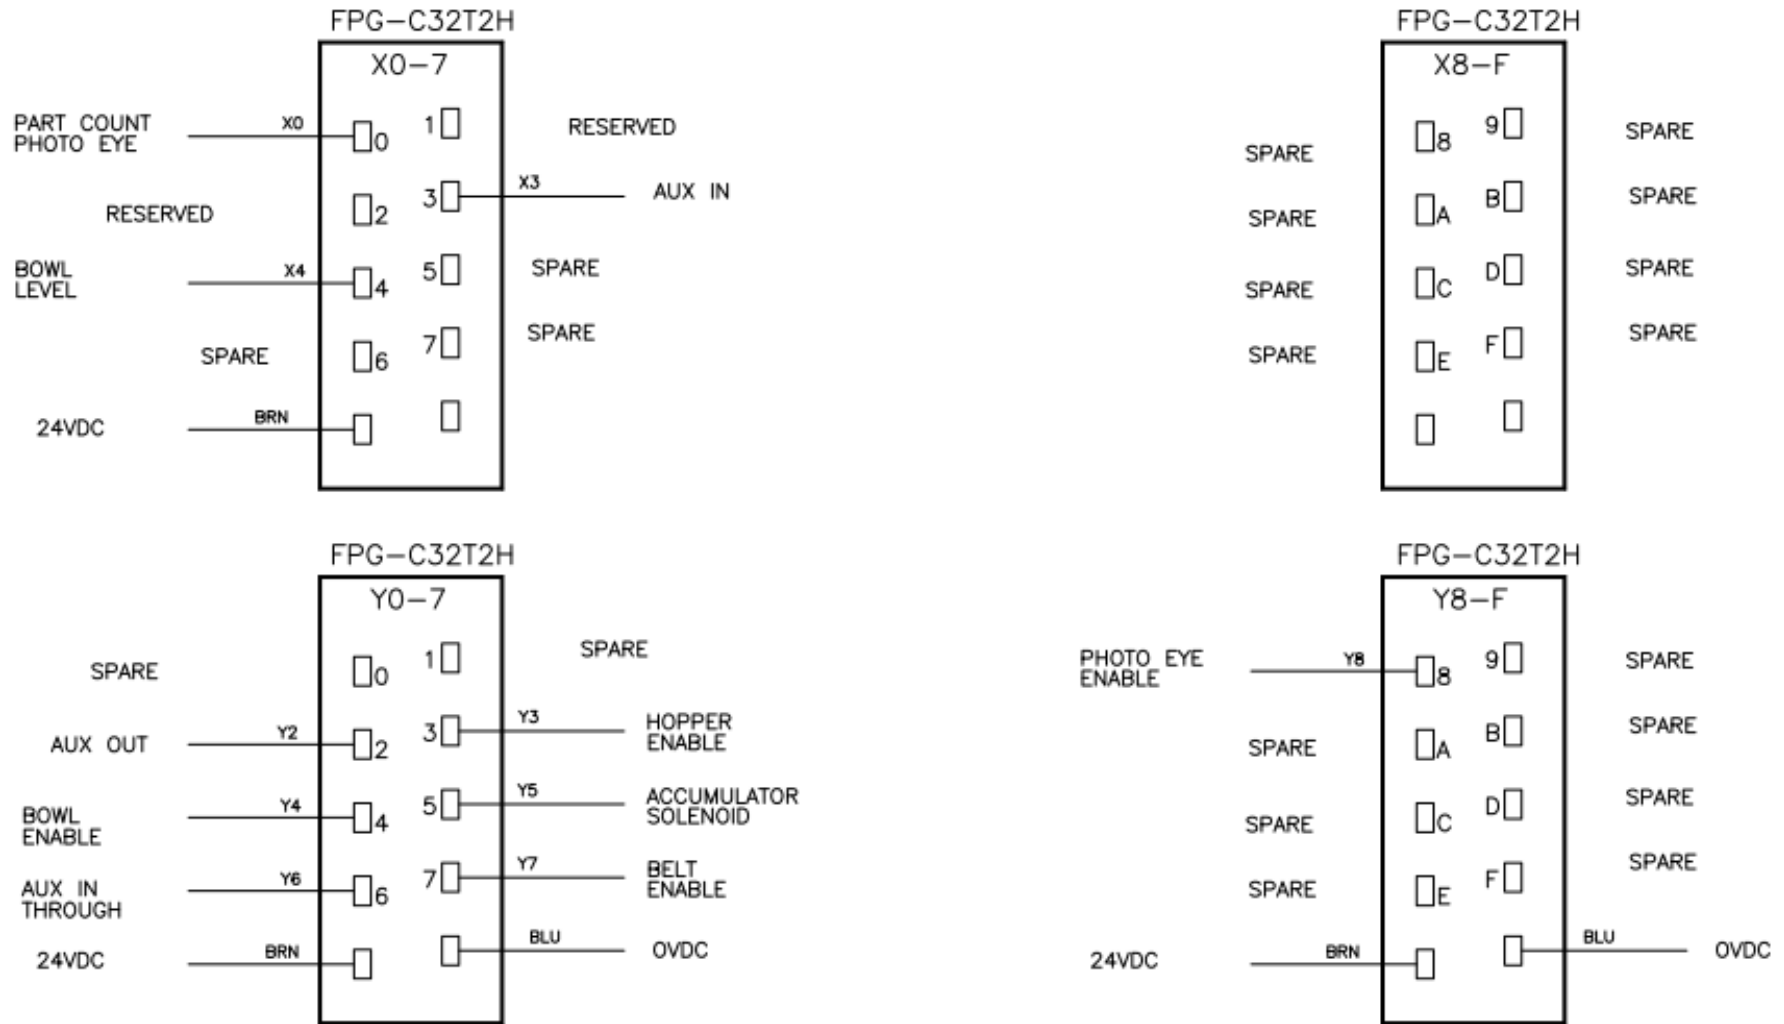 FPG-C32T2H
X0-7
PART COUNT
PHOTO EYE
X0
0
1
RESERVED
RESERVED
2
3
X3
AUX IN
BOWL
LEVEL
X4
4
5
SPARE
SPARE
6
7
SPARE
24VDC
BRN
FPG-C32T2H
X8-F
SPARE
8
9
SPARE
SPARE
A
B
SPARE
SPARE
C
D
SPARE
SPARE
E
F
SPARE
FPG-C32T2H
Y0-7
SPARE
0
1
SPARE
AUX OUT
Y2
2
3
Y3
HOPPER
ENABLE
BOWL
ENABLE
Y4
4
5
Y5
ACCUMULATOR
SOLENOID
AUX IN
THROUGH
Y6
6
7
Y7
BELT
ENABLE
24VDC
BRN
BLU
0VDC
FPG-C32T2H
Y8-F
PHOTO EYE
ENABLE
Y8
8
9
SPARE
SPARE
A
B
SPARE
SPARE
C
D
SPARE
SPARE
E
F
SPARE
24VDC
BRN
BLU
0VDC